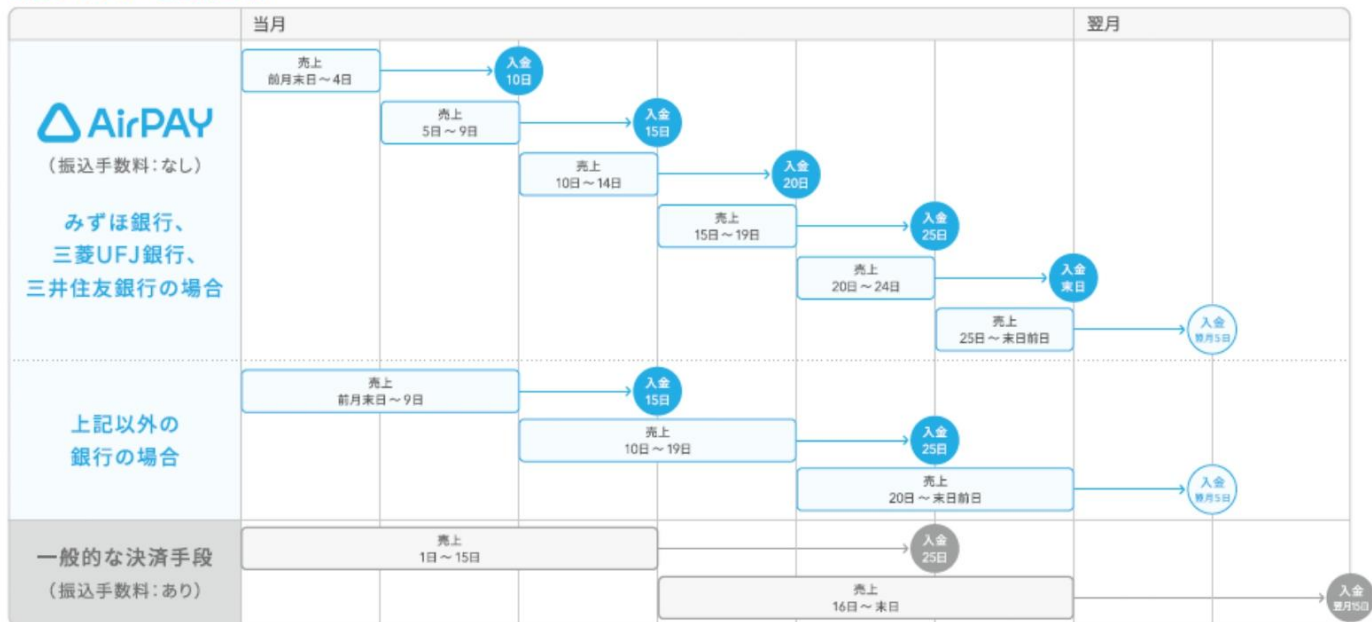 当月
翌月
AirPAY
（振込手数料：なし）
みずほ銀行、
三菱UFJ銀行、
三井住友銀行の場合
売上
前月末日～4日
入金
10日
売上
5日～9日
入金
15日
売上
10日～14日
入金
20日
売上
15日～19日
入金
25日
売上
20日～24日
入金
末日
売上
25日～末日前日
入金
翌月5日
上記以外の
銀行の場合
売上
前月末日～9日
入金
15日
売上
10日～19日
入金
25日
売上
20日～末日前日
入金
翌月5日
一般的な決済手段
（振込手数料：あり）
売上
1日～15日
入金
25日
売上
16日～末日
入金
翌月15日